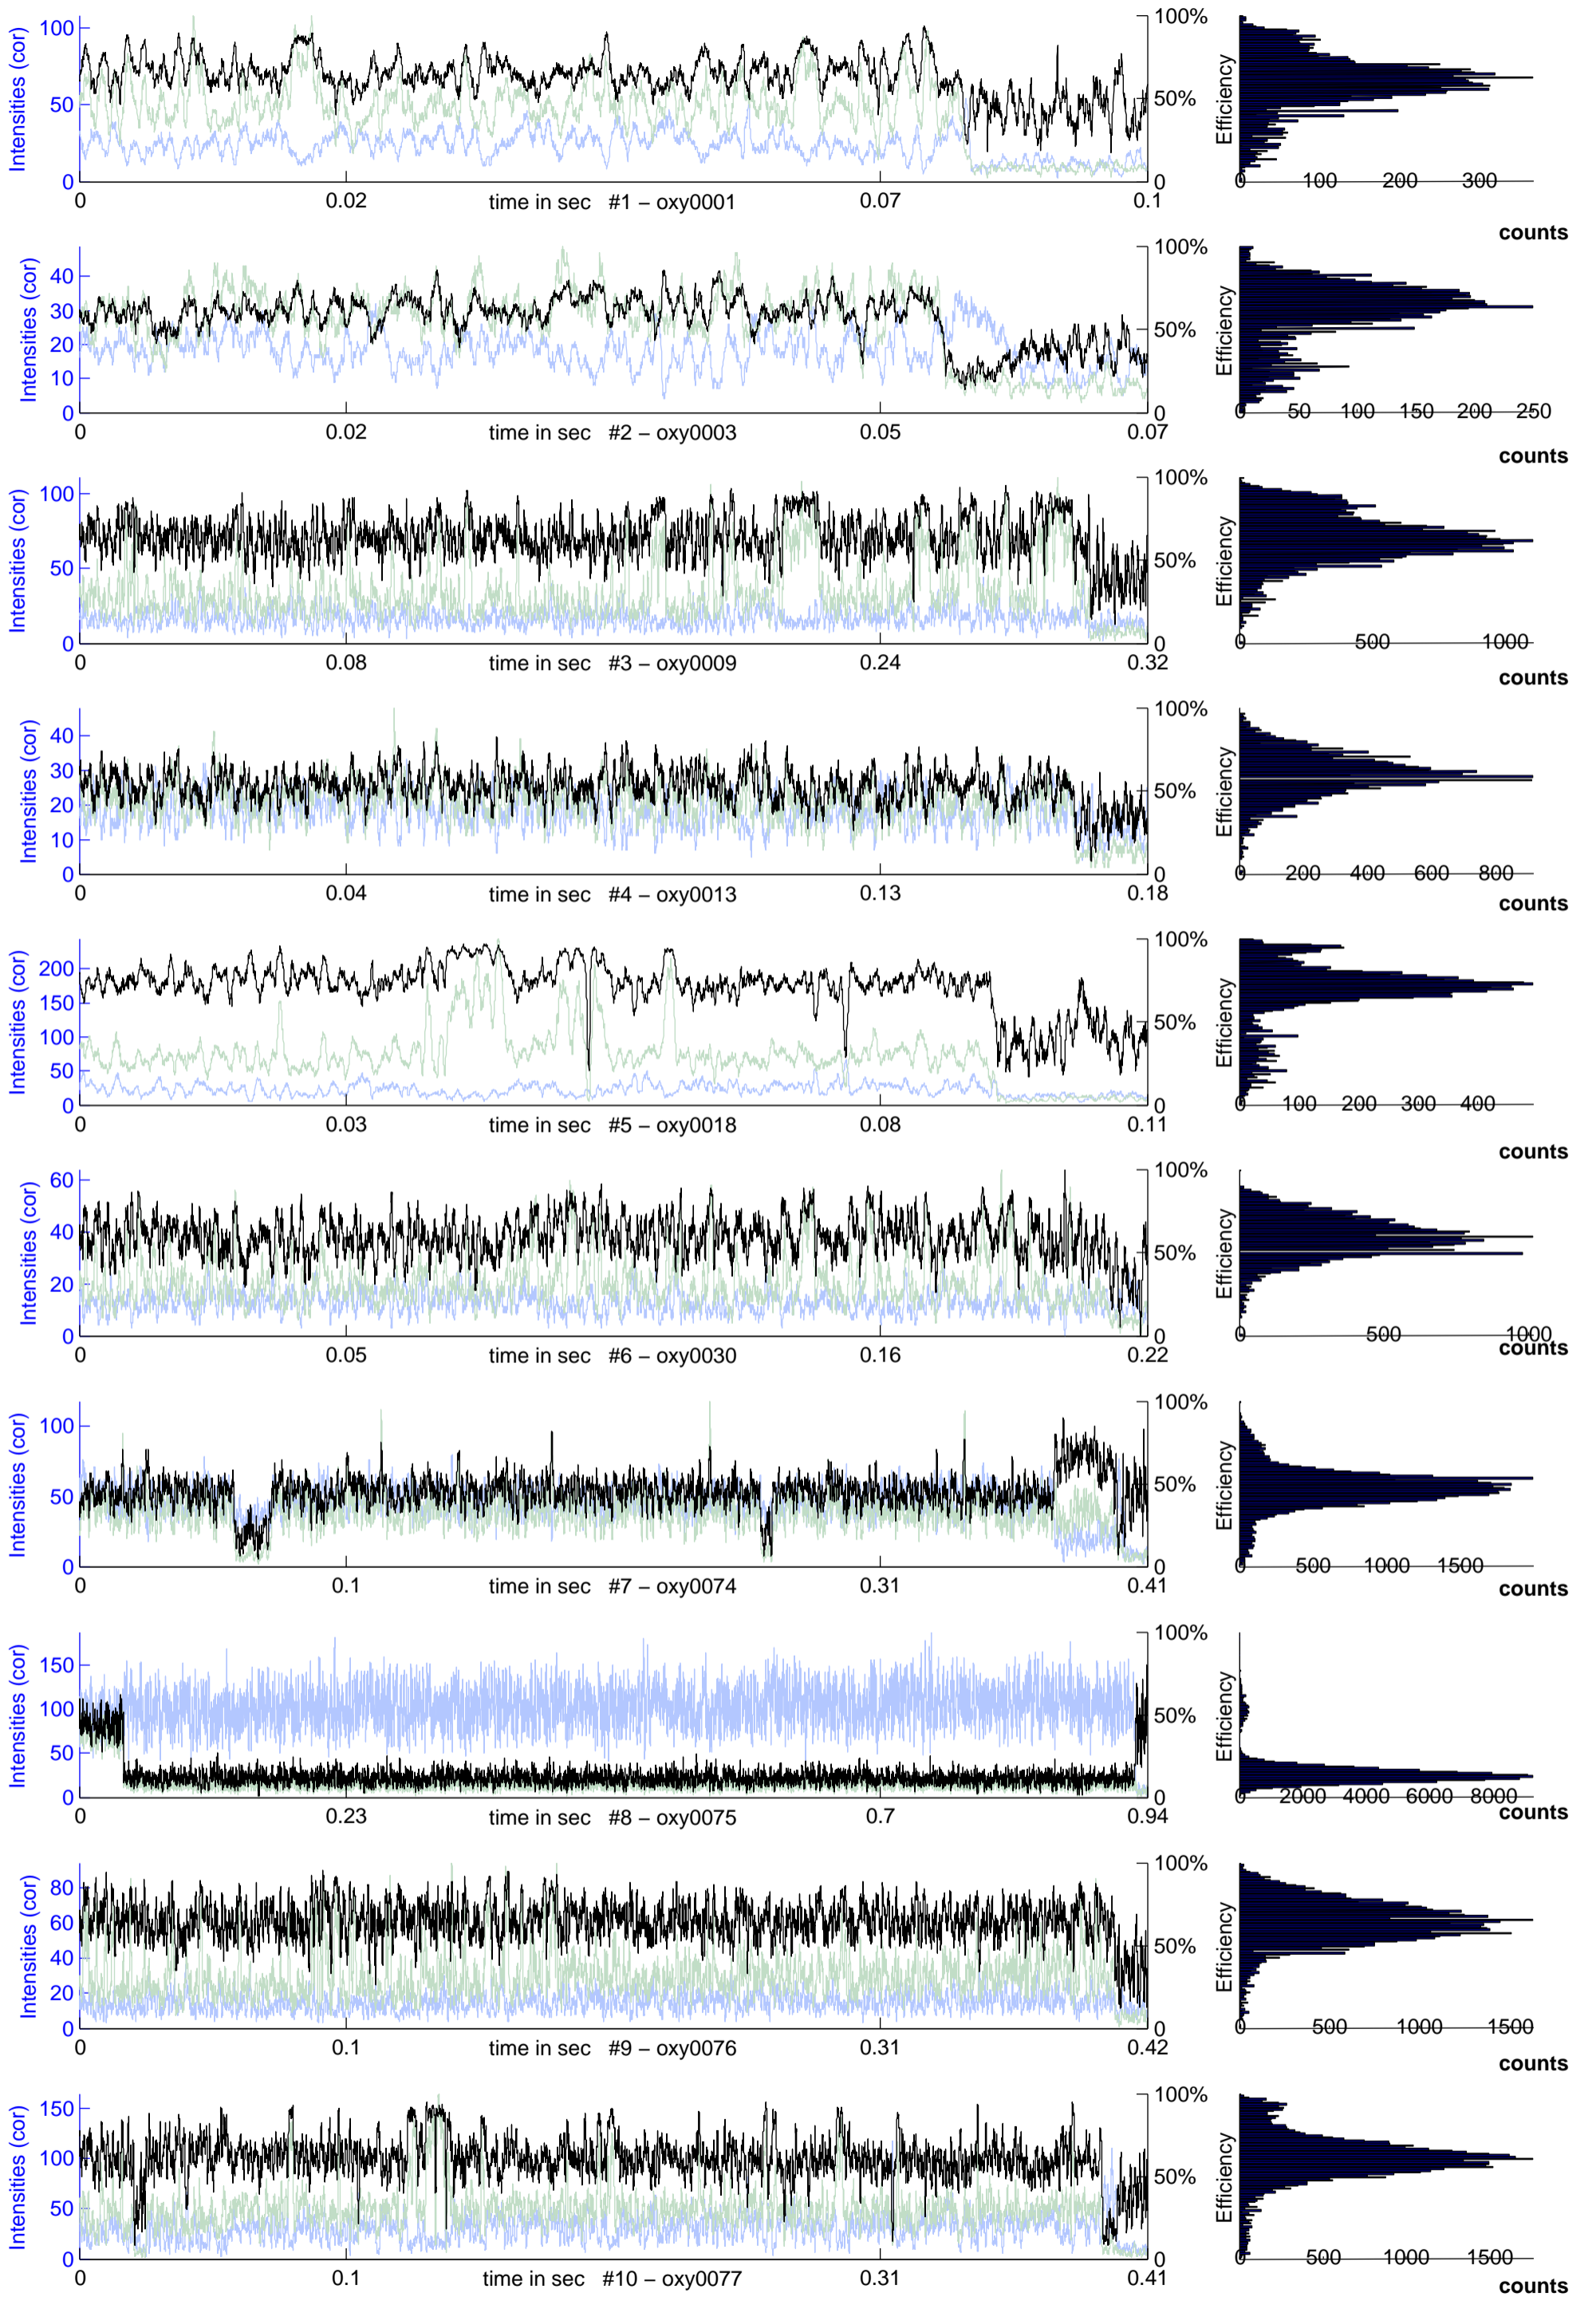 Intensities (cor)
100
50
0
100%
50%
0
0 0.02 time in sec #1 – oxy0001 0.07 0.1
Efficiency
0 100 200 300
counts
Intensities (cor)
40
30
20
10
0
100%
50%
0
0 0.02 time in sec #2 – oxy0003 0.05 0.07
Efficiency
0 50 100 150 200 250
counts
Intensities (cor)
100
50
0
100%
50%
0
0 0.08 time in sec #3 – oxy0009 0.24 0.32
Efficiency
0 500 1000
counts
Intensities (cor)
40
30
20
10
0
100%
50%
0
0 0.04 time in sec #4 – oxy0013 0.13 0.18
Efficiency
0 200 400 600 800
counts
Intensities (cor)
200
150
100
50
0
100%
50%
0
0 0.03 time in sec #5 – oxy0018 0.08 0.11
Efficiency
0 100 200 300 400
counts
Intensities (cor)
60
40
20
0
100%
50%
0
0 0.05 time in sec #6 – oxy0030 0.16 0.22
Efficiency
0 500 1000
counts
Intensities (cor)
100
50
0
100%
50%
0
0 0.1 time in sec #7 – oxy0074 0.31 0.41
Efficiency
0 500 1000 1500
counts
Intensities (cor)
150
100
50
0
100%
50%
0
0 0.23 time in sec #8 – oxy0075 0.7 0.94
Efficiency
0 2000 4000 6000 8000
counts
Intensities (cor)
80
60
40
20
0
100%
50%
0
0 0.1 time in sec #9 – oxy0076 0.31 0.42
Efficiency
0 500 1000 1500
counts
Intensities (cor)
150
100
50
0
100%
50%
0
0 0.1 time in sec #10 – oxy0077 0.31 0.41
Efficiency
0 500 1000 1500
counts